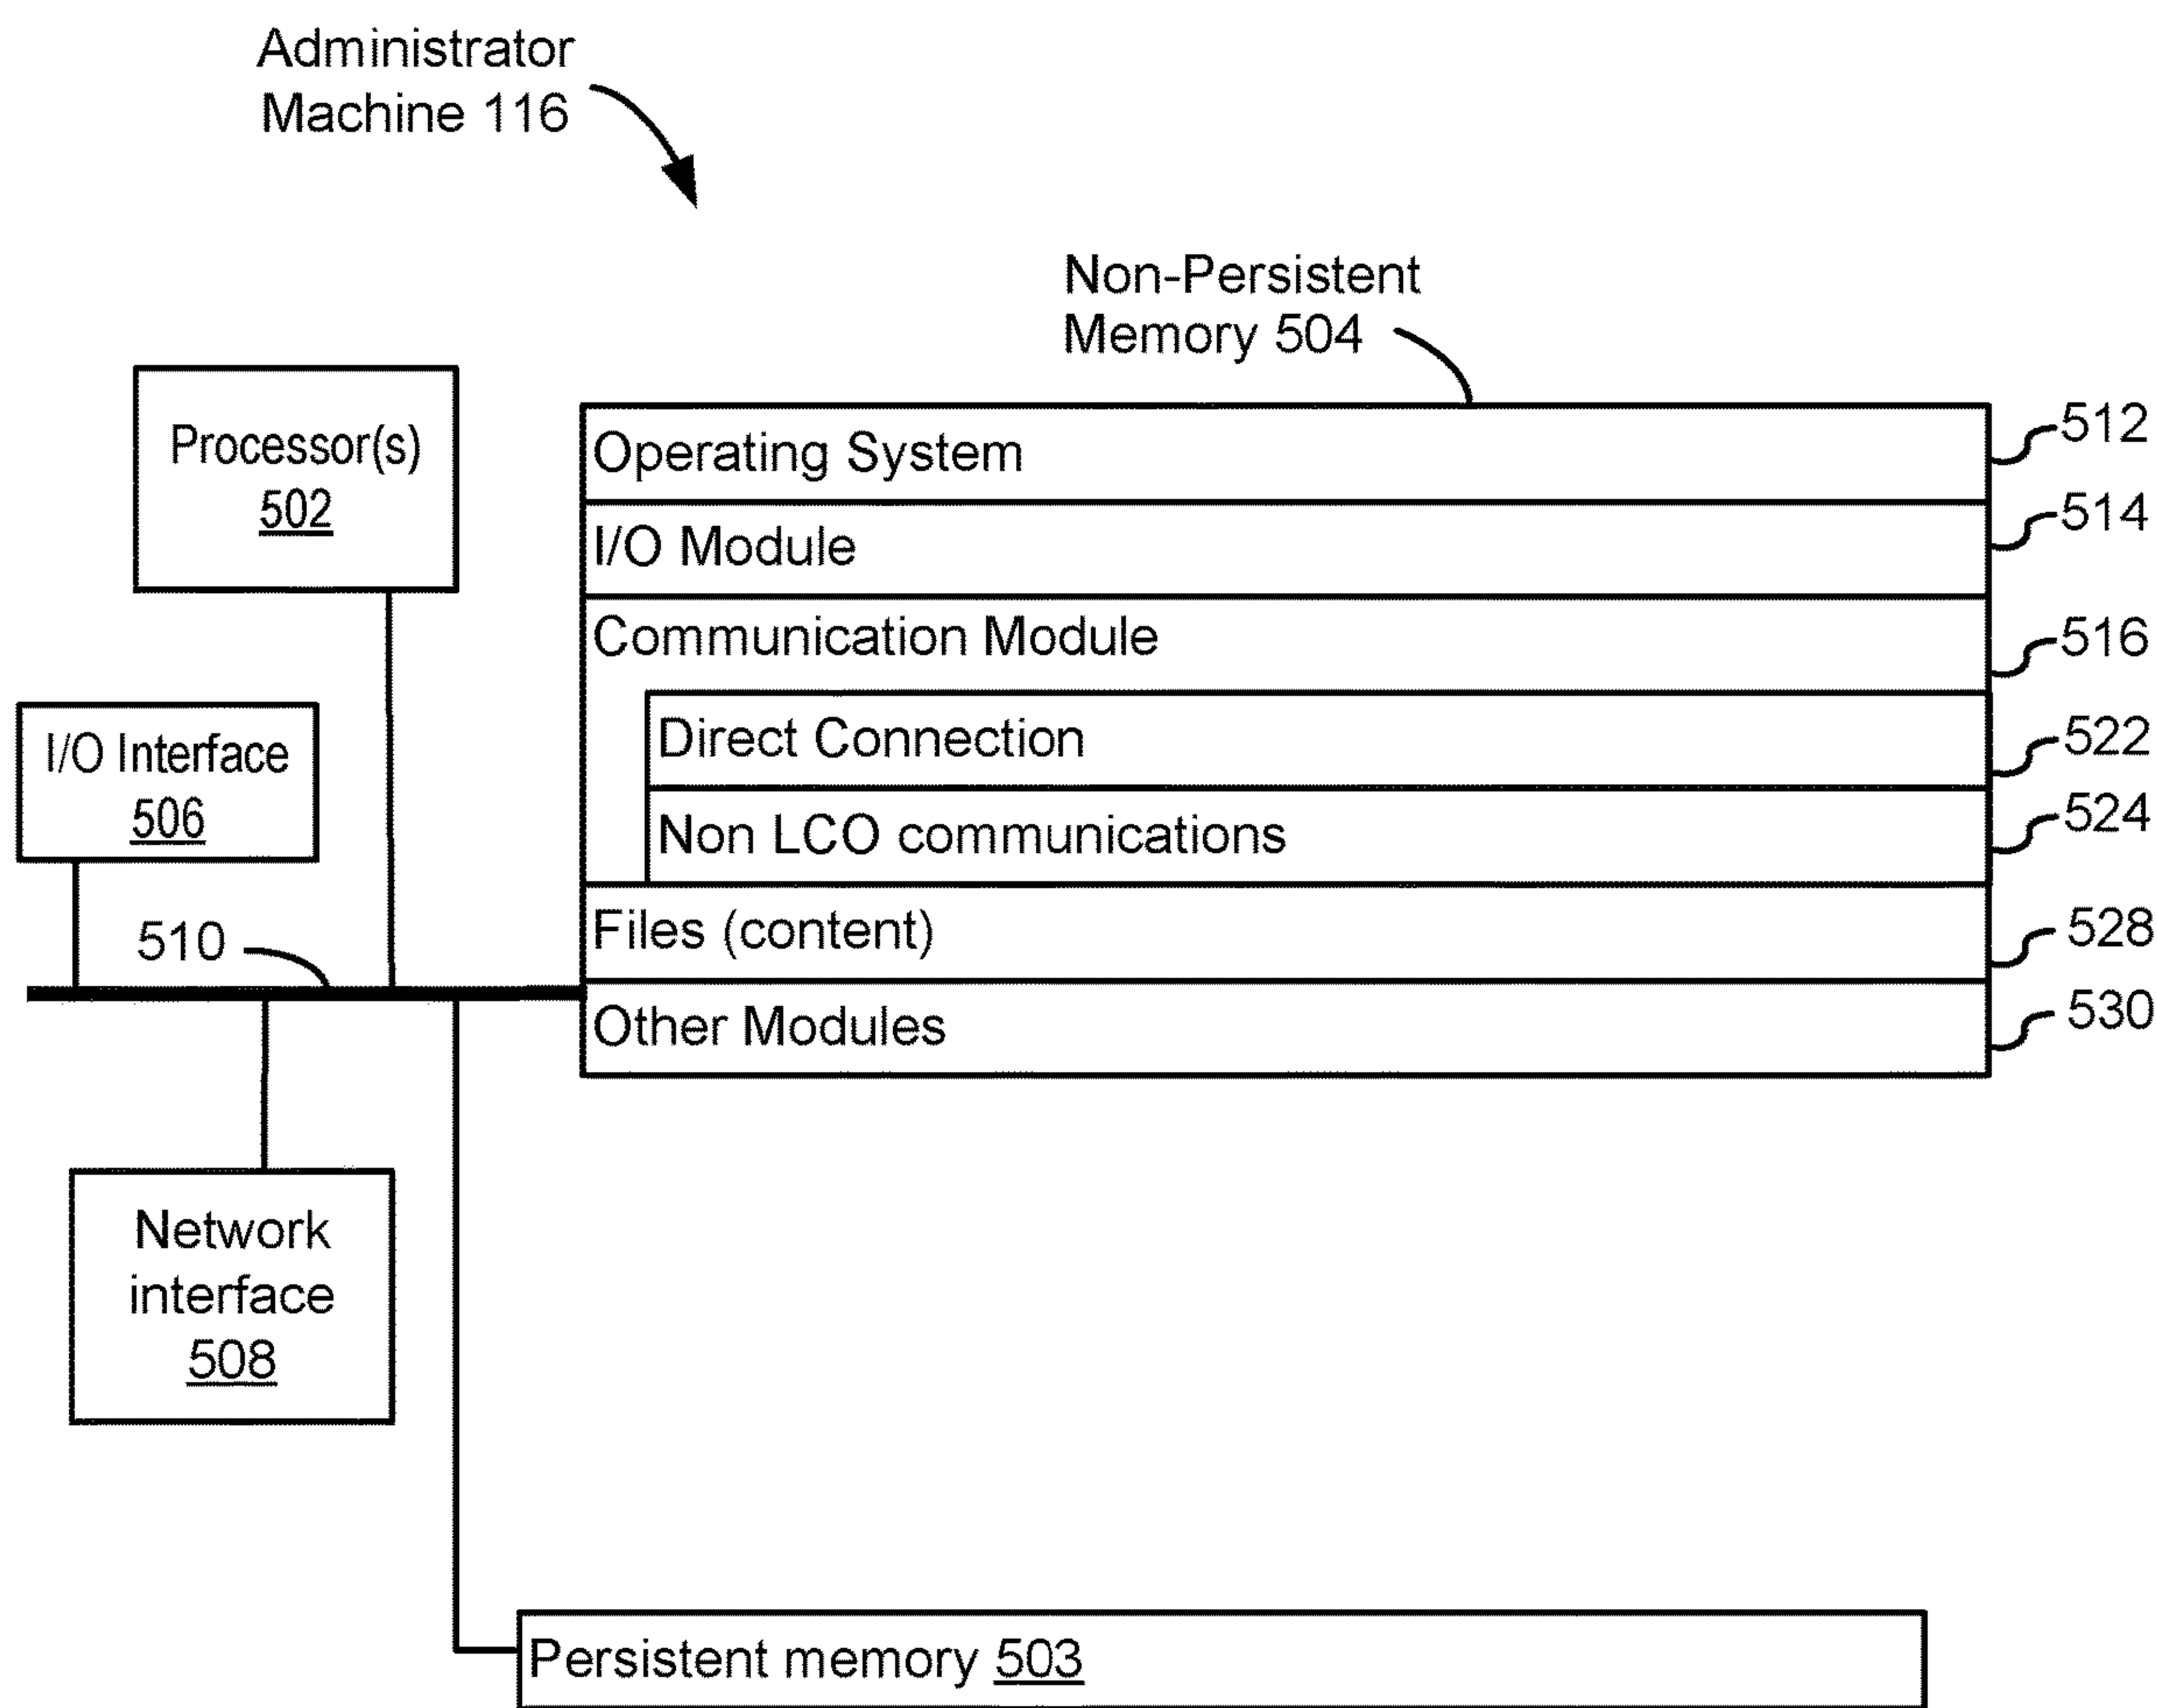 Administrator
Machine 116
Non-Persistent
Memory 504
Processor(s)
502
Operating System
512
I/O Module
514
Communication Module
516
Direct Connection
522
Non LCO communications
524
I/O Interface
506
Files (content)
528
510
Other Modules
530
Network
interface
508
Persistent memory 503